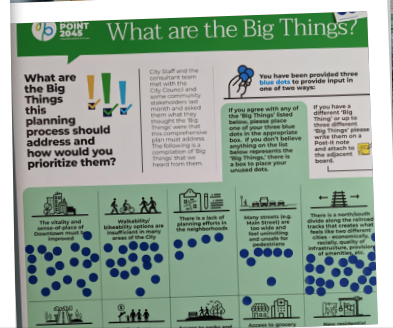 POINT
2045
What are the Big Things?
What are
the Big
Things
this
planning
process should
address and
how would you
prioritize them?
City Staff and the
consultant team
met with the
City Council and
some community
stakeholders last
month and asked
them what they
thought the 'Big
Things' were that
this comprehensive
plan must address.
The following is a
compilation of 'Big
Things' that we
heard from them.
You have been provided three
blue dots to provide input in
one of two ways:
If you agree with any of
the 'Big Things' listed
below, please place
one of your three blue
dots in the appropriate
box. If you don't believe
anything on the list
below represents the
'Big Things,' there's
a box to place your
unused dots.
If you have a
different 'Big
Thing' or up to
three different
'Big Things' please
write them on a
Post-it note
and attach to
the adjacent
board.
The vitality and
sense-of-place of
Downtown must be
improved
Walkability/
bikeability options are
insufficient in many
areas of the City
There is a lack of
planning efforts in
the neighborhoods
Many streets (e.g.
Main Street) are
too wide and
feel uninviting
and unsafe for
pedestrians
There is a north/south
divide along the railroad
tracks that creates what
feels like two different
cities - economically,
racially, quality of
infrastructure, provision
of amenities, etc.
Access to parks and
Access to grocery